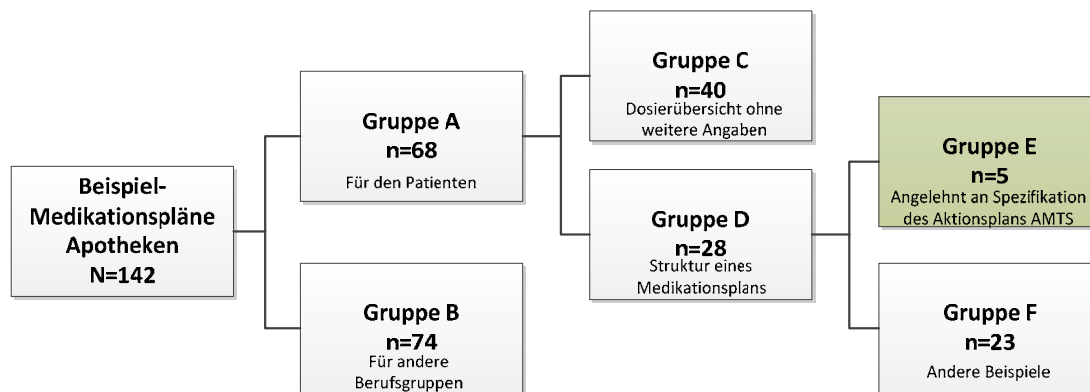 Beispiel-
Medikationspläne
Apotheken
N=142
Gruppe A
n=68
Für den Patienten
Gruppe B
n=74
Für andere
Berufsgruppen
Gruppe C
n=40
Dosierübersicht ohne
weitere Angaben
Gruppe D
n=28
Struktur eines
Medikationsplans
Gruppe E
n=5
Angelehnt an Spezifikation
des Aktionsplans AMTS
Gruppe F
n=23
Andere Beispiele